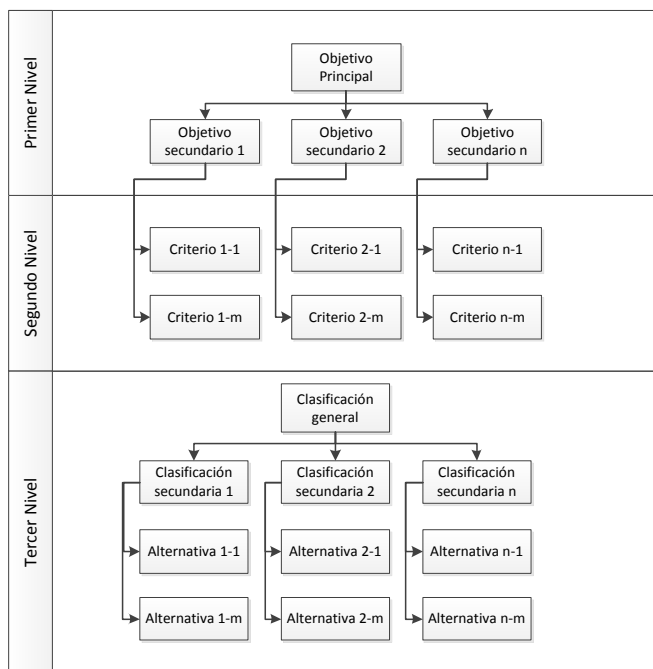 Primer Nivel
Objetivo
Principal
Objetivo
secundario 1
Objetivo
secundario 2
Objetivo
secundario n
Segundo Nivel
Criterio 1-1
Criterio 2-1
Criterio n-1
Criterio 1-m
Criterio 2-m
Criterio n-m
Tercer Nivel
Clasificación
general
Clasificación
secundaria 1
Clasificación
secundaria 2
Clasificación
secundaria n
Alternativa 1-1
Alternativa 2-1
Alternativa n-1
Alternativa 1-m
Alternativa 2-m
Alternativa n-m